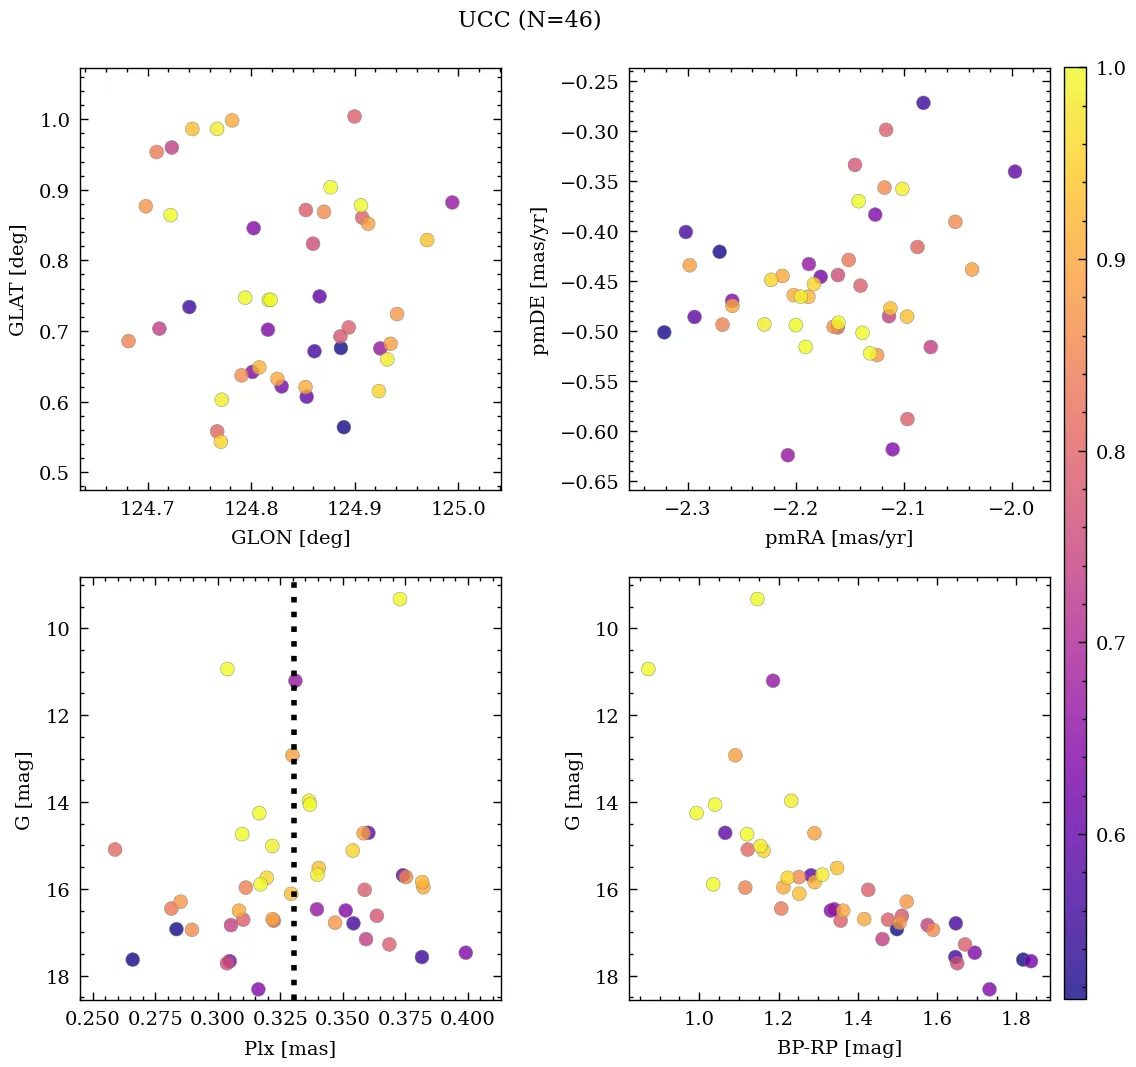 UCC (N=46)
1.0
0.9
0.8
0.7
0.6
0.5
GLAT [deg]
124.7 124.8 124.9 125.0
GLON [deg]
−0.25
−0.30
−0.35
−0.40
−0.45
−0.50
−0.55
−0.60
−0.65
pmDE [mas/yr]
−2.3 −2.2 −2.1 −2.0
pmRA [mas/yr]
1.0
0.9
0.8
0.7
0.6
10
12
14
16
18
G [mag]
0.250 0.275 0.300 0.325 0.350 0.375 0.400
Plx [mas]
10
12
14
16
18
G [mag]
1.0 1.2 1.4 1.6 1.8
BP-RP [mag]